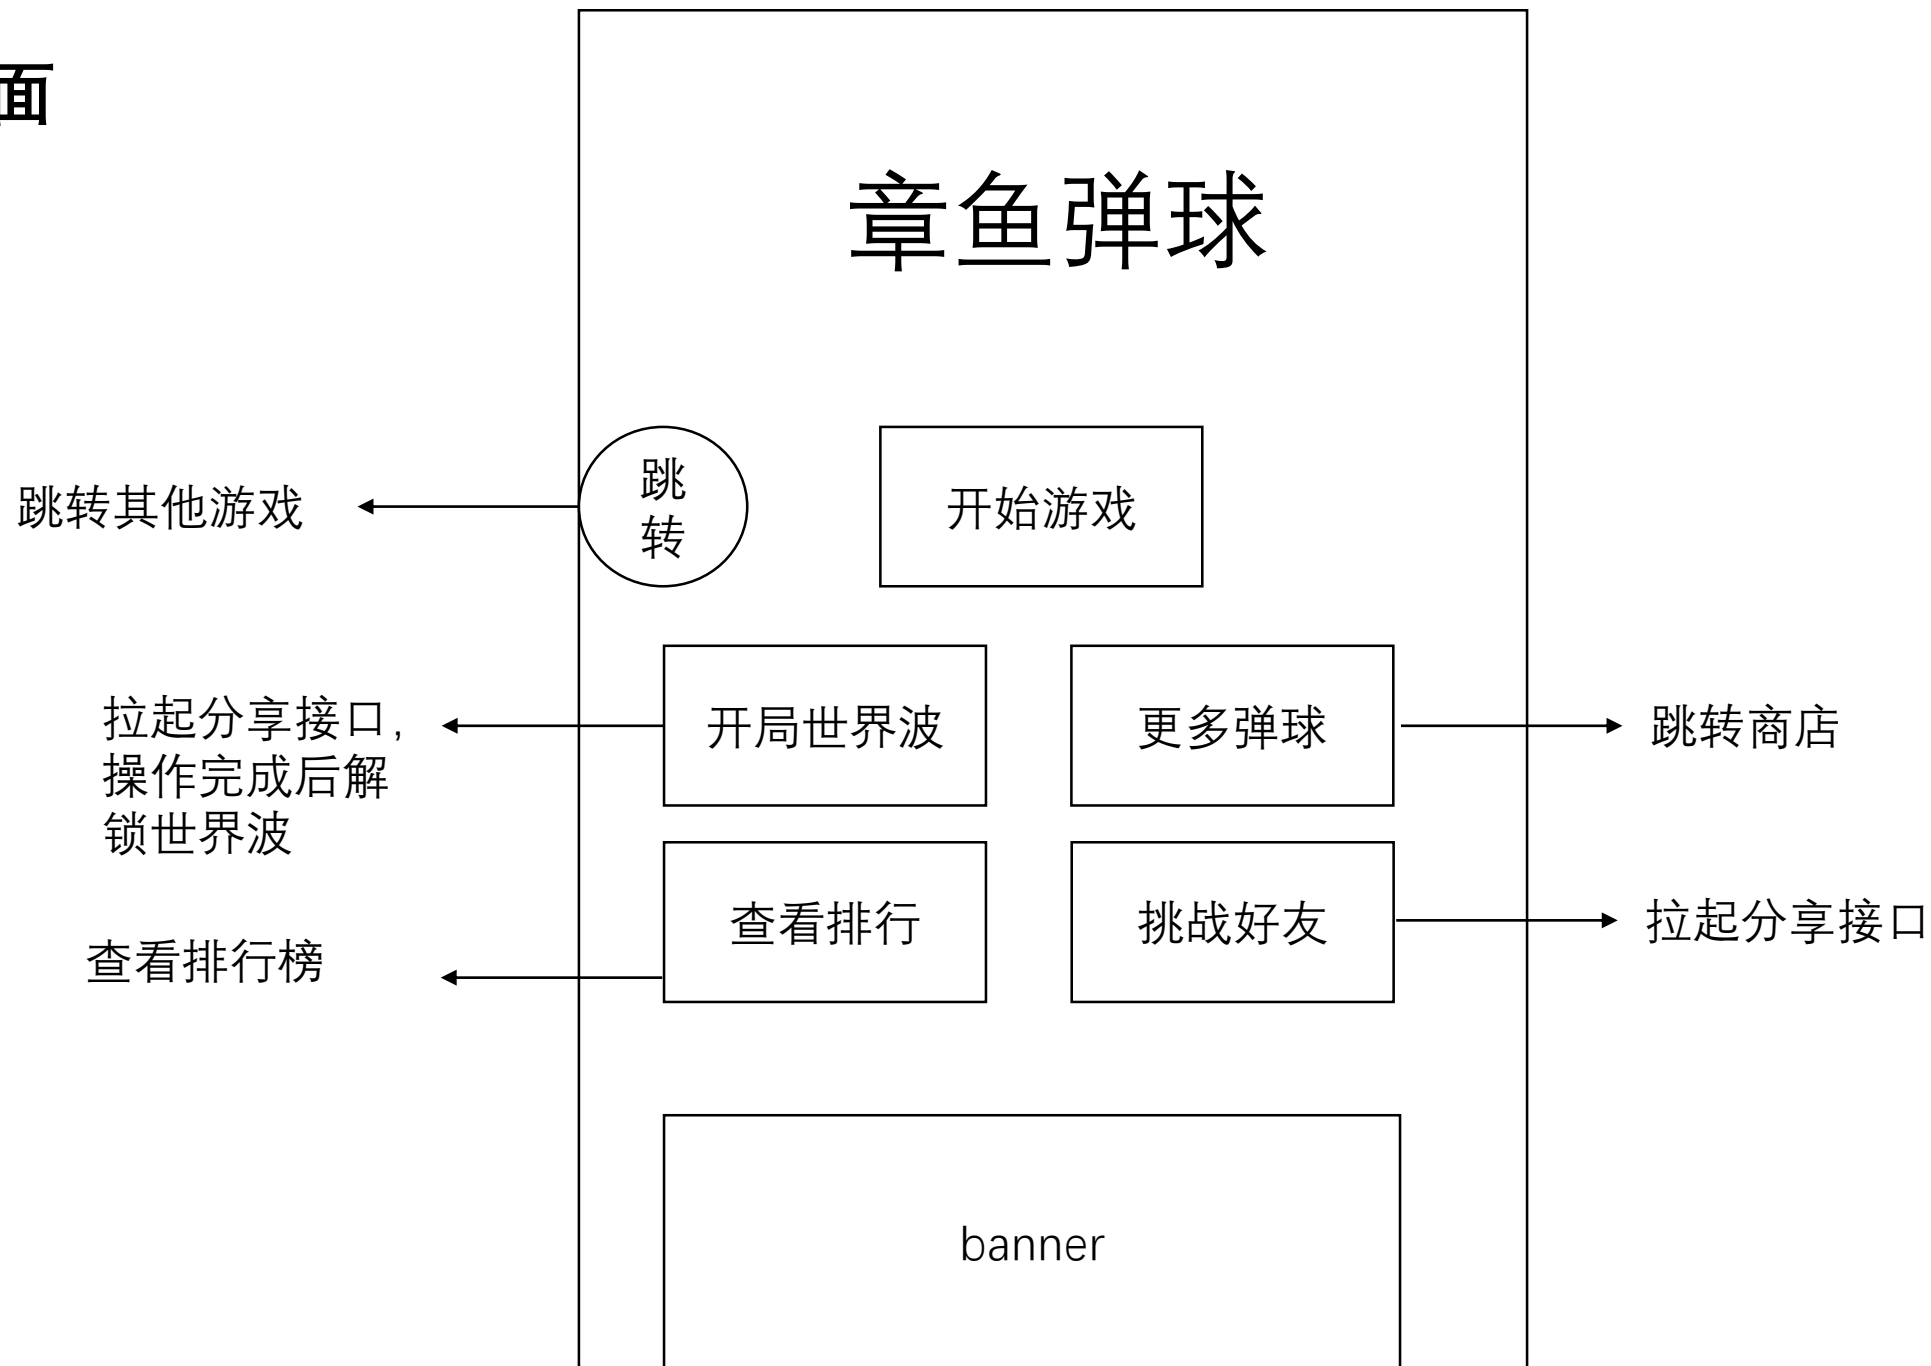 面
章鱼弹球
跳转其他游戏
跳
转
开始游戏
拉起分享接口,
操作完成后解
锁世界波
开局世界波
更多弹球
跳转商店
查看排行榜
查看排行
挑战好友
拉起分享接口
banner